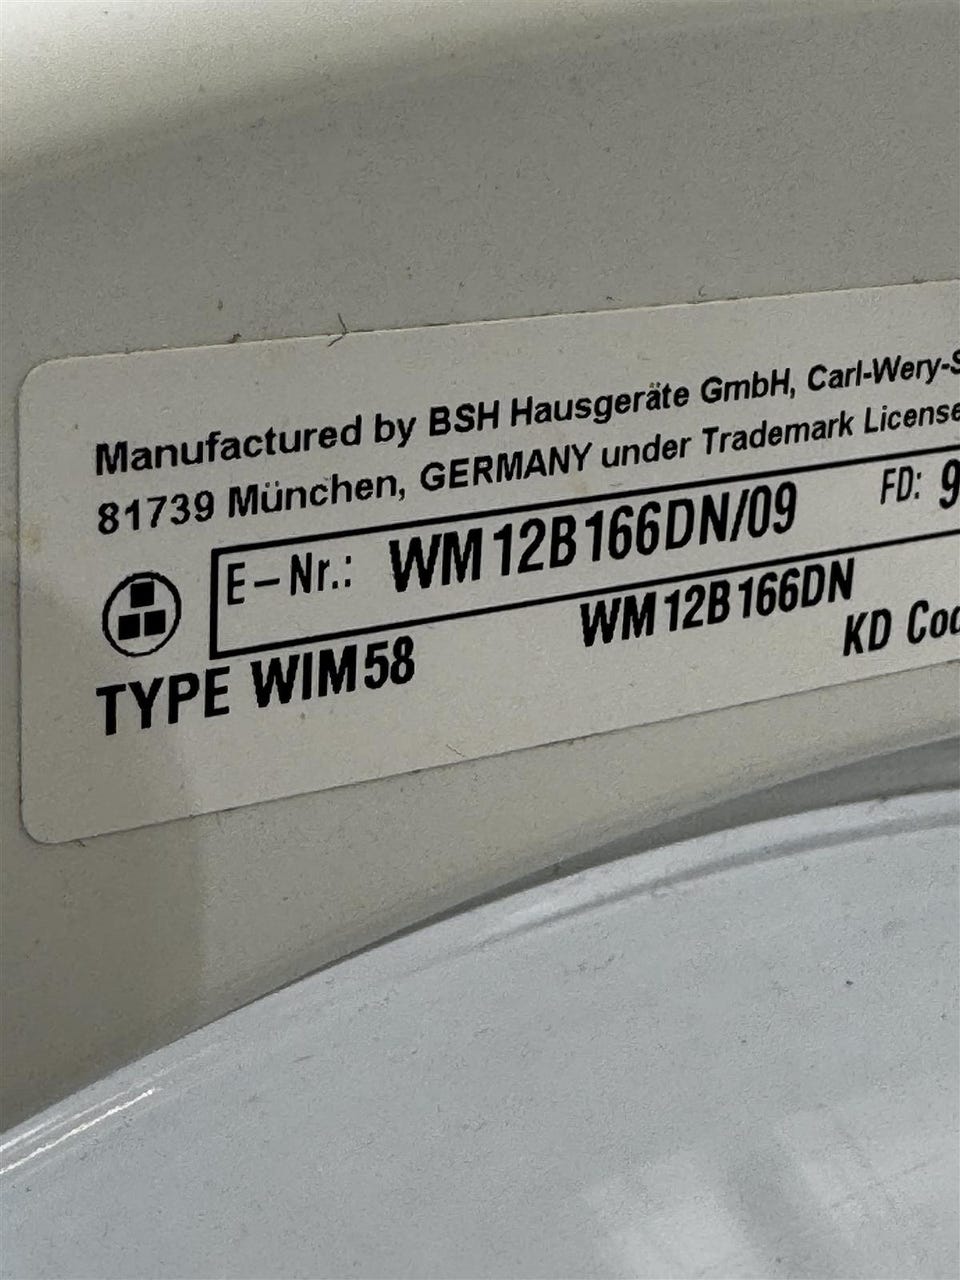 Manufactured by BSH Hausgeräte GmbH, Carl-Wery-S
81739 München, GERMANY under Trademark License
E-Nr.: WM12B166DN/09 FD: 9
WM12B166DN
TYPE WIM58
KD Cod